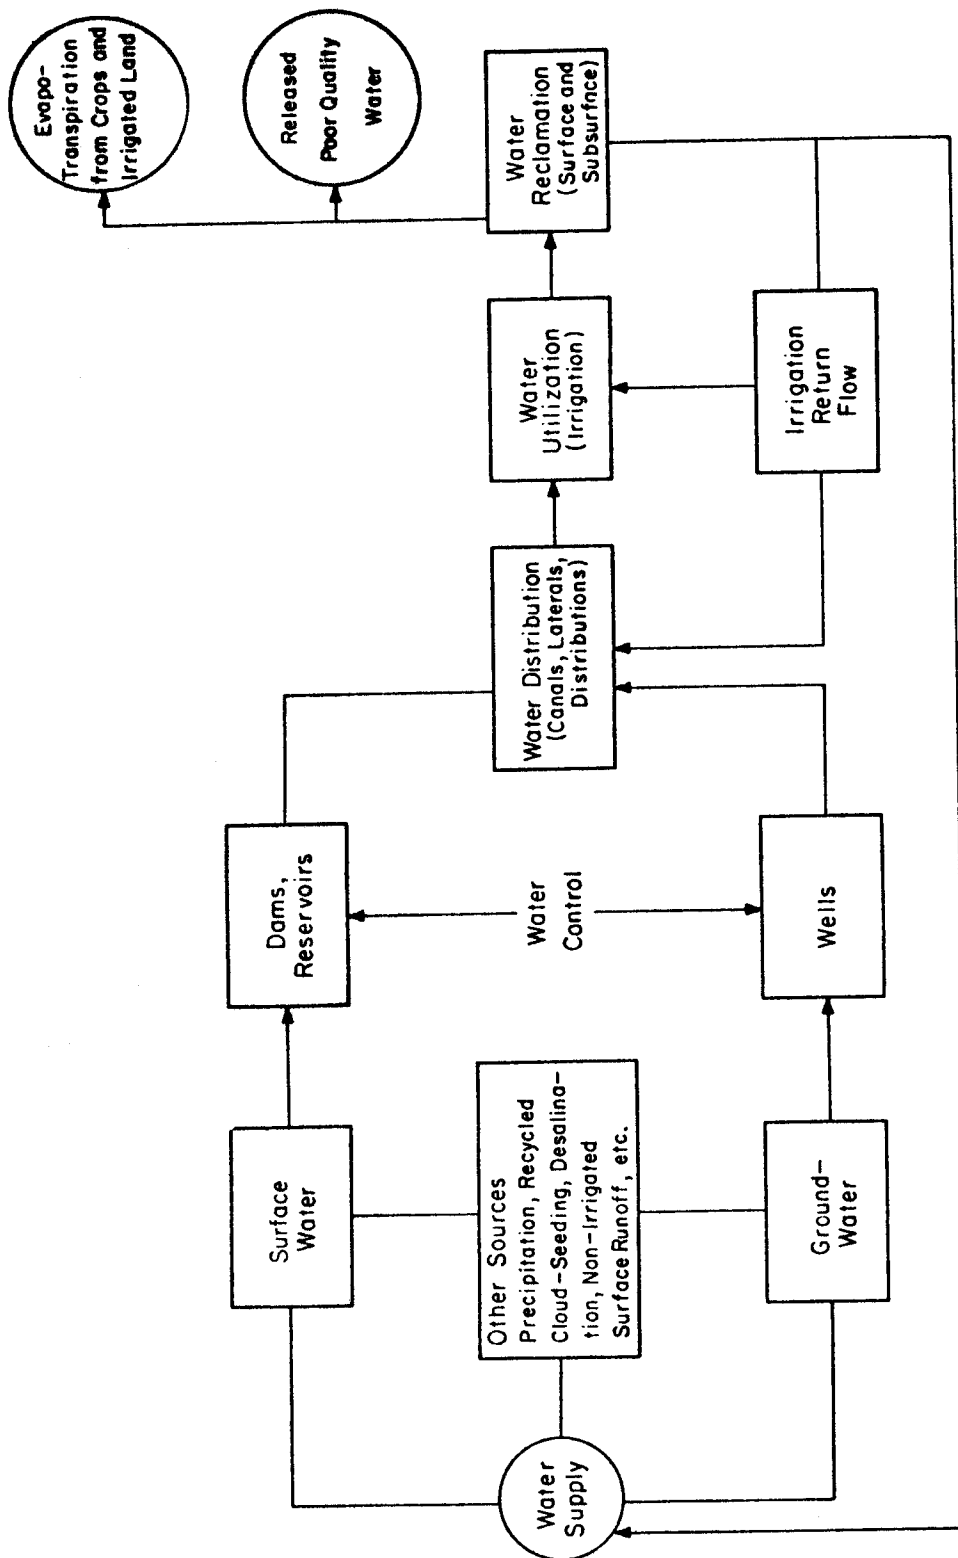 Water
Supply
Surface
Water
Other Sources
Precipitation, Recycled
Cloud-Seeding, Desalina-
tion, Non-Irrigated
Surface Runoff, etc.
Ground-
Water
Dams,
Reservoirs
Water
Control
Wells
Water Distribution
(Canals, Laterals,
Distributions)
Water
Utilization
(Irrigation)
Irrigation
Return
Flow
Water
Reclamation
(Surface and
Subsurface)
Evapo-
Transpiration
from Crops and
Irrigated Land
Released
Poor Quality
Water